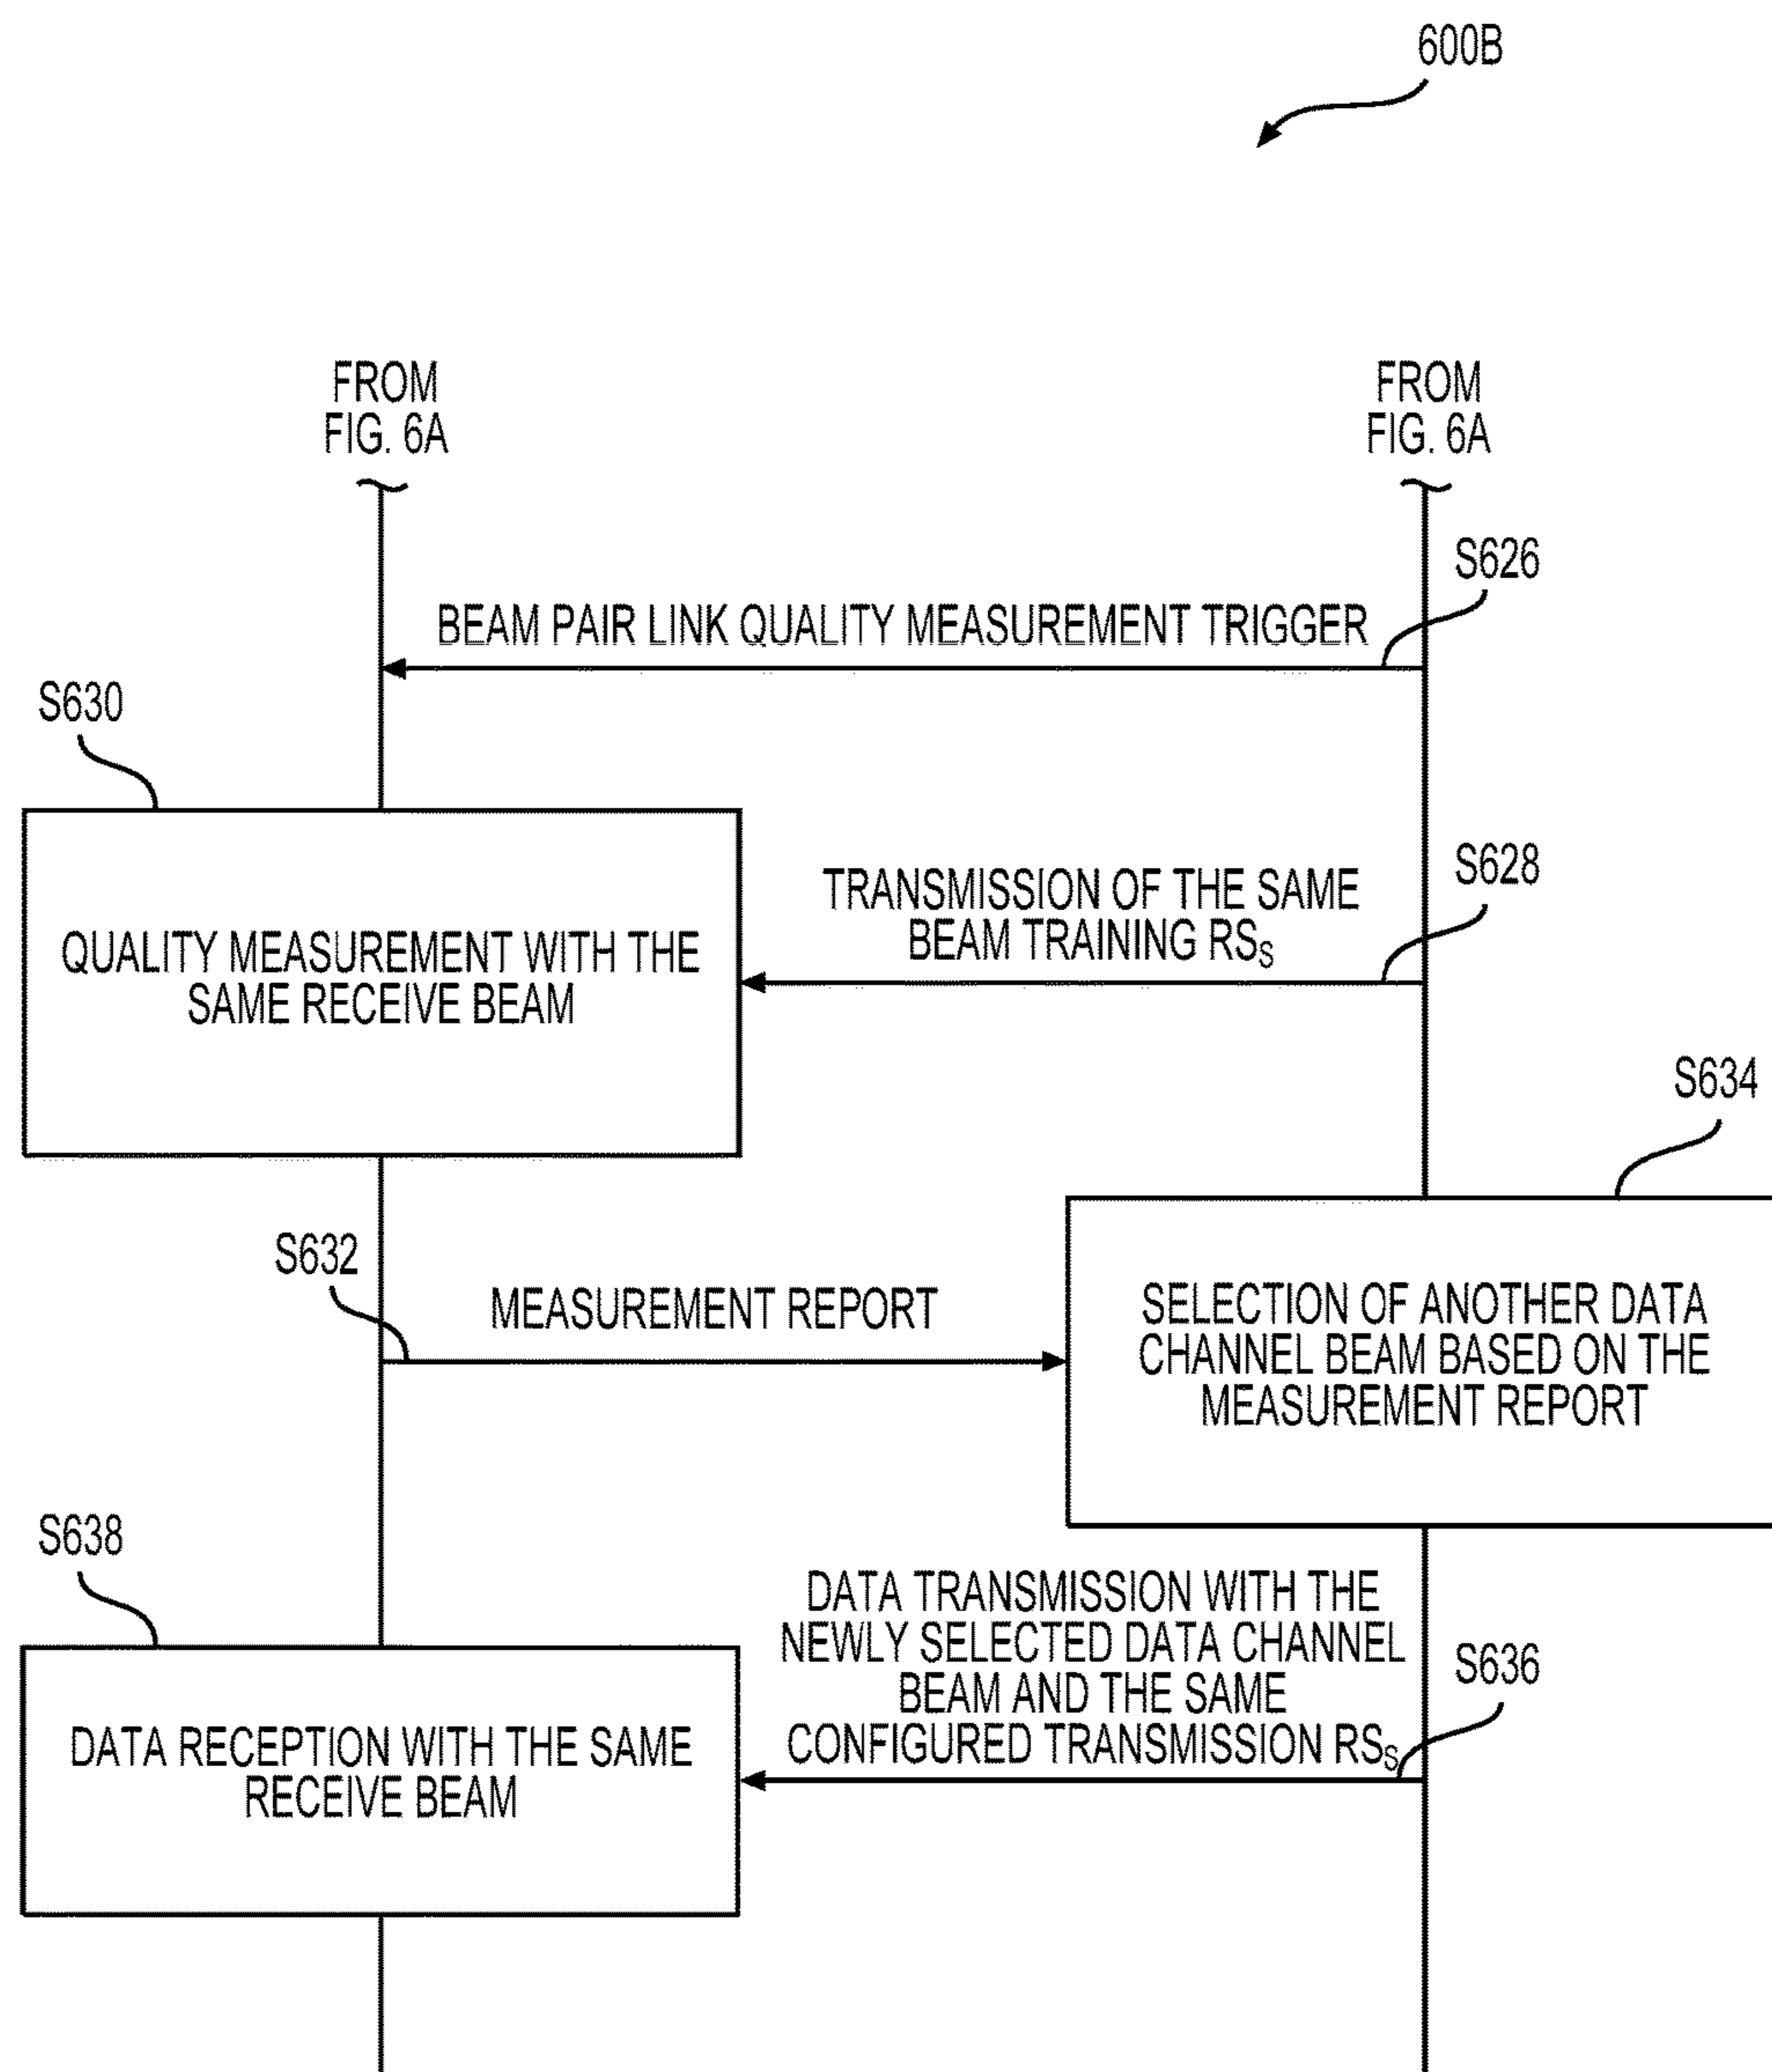 600B
FROM
FIG. 6A
FROM
FIG. 6A
S626
BEAM PAIR LINK QUALITY MEASUREMENT TRIGGER
S630
S628
TRANSMISSION OF THE SAME
BEAM TRAINING RSS
QUALITY MEASUREMENT WITH THE
SAME RECEIVE BEAM
S634
S632
MEASUREMENT REPORT
SELECTION OF ANOTHER DATA
CHANNEL BEAM BASED ON THE
MEASUREMENT REPORT
S638
DATA TRANSMISSION WITH THE
NEWLY SELECTED DATA CHANNEL
BEAM AND THE SAME
CONFIGURED TRANSMISSION RSS
S636
DATA RECEPTION WITH THE SAME
RECEIVE BEAM